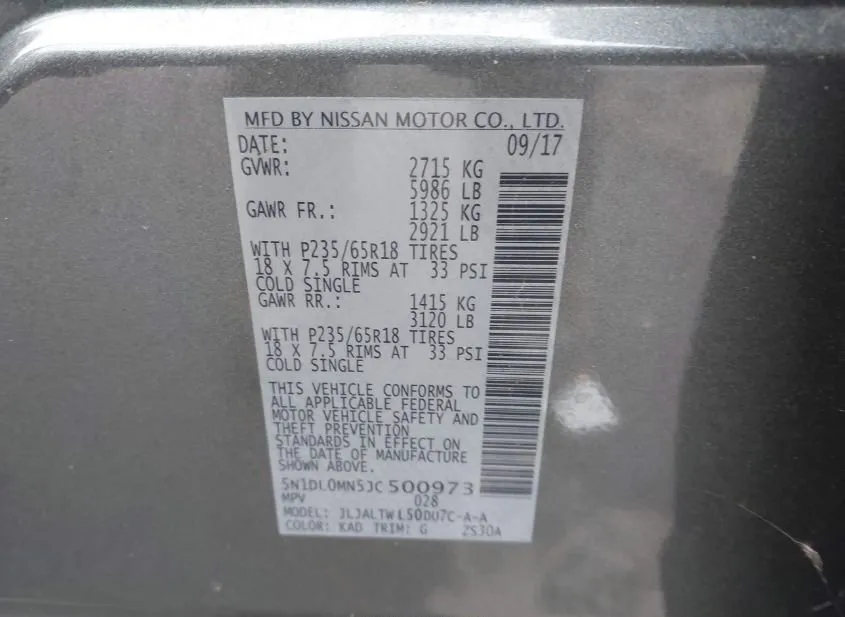 MFD BY NISSAN MOTOR CO., LTD.
DATE: 09/17
GVWR: 2715 KG
5986 LB
GAWR FR.: 1325 KG
2921 LB
WITH P235/65R18 TIRES
18 X 7.5 RIMS AT 33 PSI
COLD SINGLE
GAWR RR.: 1415 KG
3120 LB
WITH P235/65R18 TIRES
18 X 7.5 RIMS AT 33 PSI
COLD SINGLE
THIS VEHICLE CONFORMS TO
ALL APPLICABLE FEDERAL
MOTOR VEHICLE SAFETY AND
THEFT PREVENTION
STANDARDS IN EFFECT ON
THE DATE OF MANUFACTURE
SHOWN ABOVE.
5N1DL0MN5JC500973
MPV 028
MODEL: JLJALTWL50DU7C-A-A
COLOR: KAD TRIM: G 2S30A